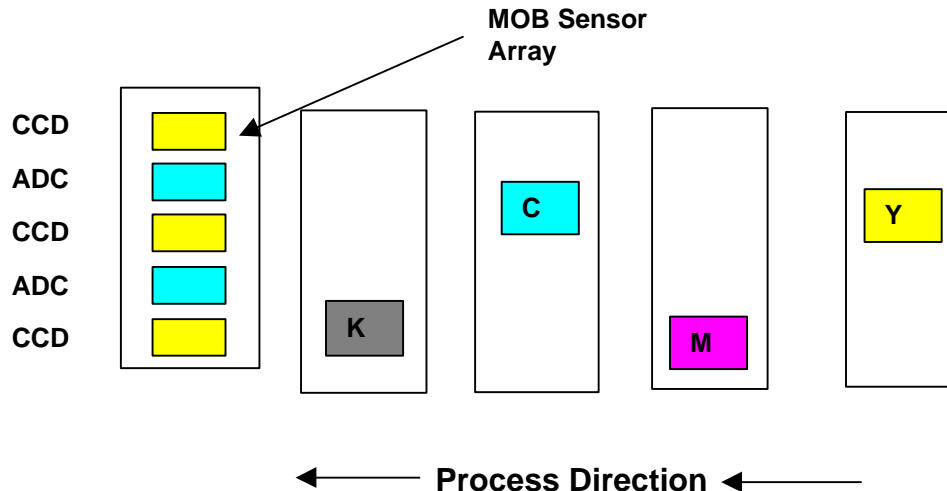 MOB Sensor
Array
CCD
ADC
CCD
ADC
CCD
K
C
M
Y
Process Direction